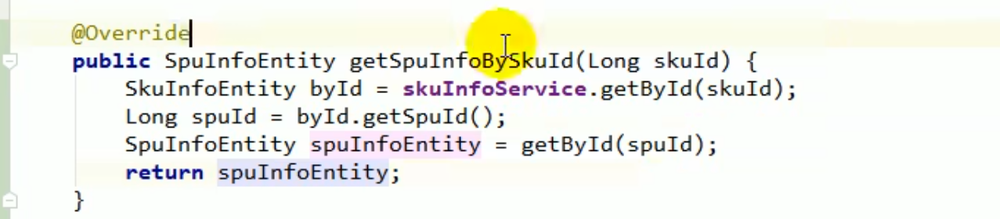 @Override
public SpuInfoEntity getSpuInfoBySkuId(Long skuId) {
SkuInfoEntity byId = skuInfoService.getById(skuId);
Long spuId = byId.getSpuId();
SpuInfoEntity spuInfoEntity = getById(spuId);
return spuInfoEntity;
}